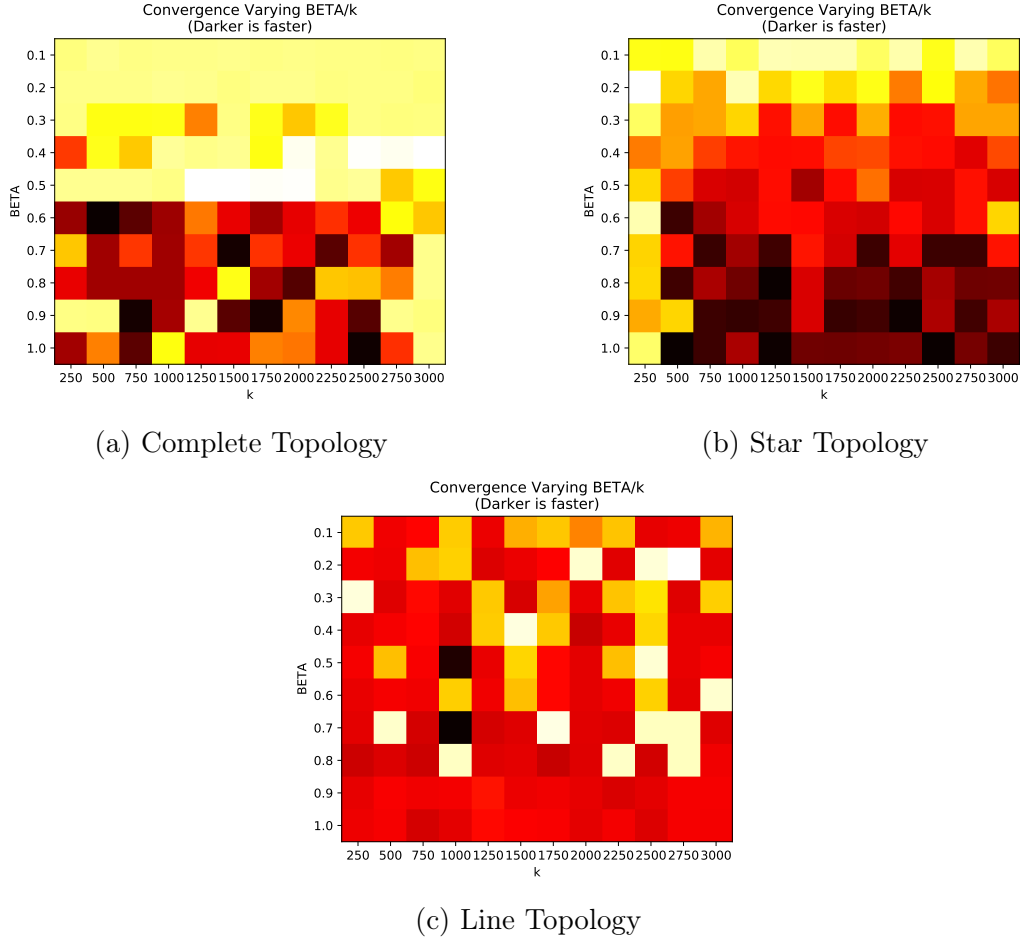 Convergence Varying BETA/k
(Darker is faster)
0.1
0.2
0.3
0.4
0.5
0.6
0.7
0.8
0.9
1.0
BETA
250 500 750 1000 1250 1500 1750 2000 2250 2500 2750 3000
k
(a) Complete Topology
Convergence Varying BETA/k
(Darker is faster)
0.1
0.2
0.3
0.4
0.5
0.6
0.7
0.8
0.9
1.0
BETA
250 500 750 1000 1250 1500 1750 2000 2250 2500 2750 3000
k
(b) Star Topology
Convergence Varying BETA/k
(Darker is faster)
0.1
0.2
0.3
0.4
0.5
0.6
0.7
0.8
0.9
1.0
BETA
250 500 750 1000 1250 1500 1750 2000 2250 2500 2750 3000
k
(c) Line Topology